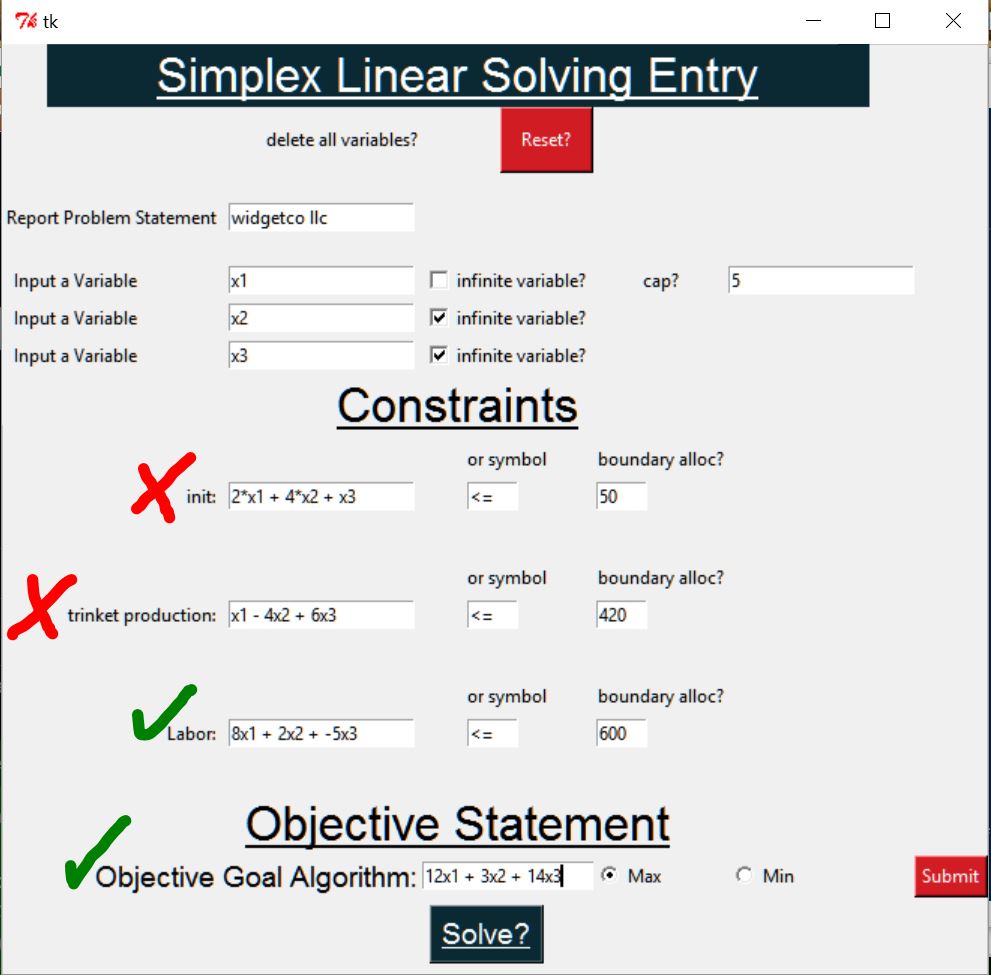 tk
Simplex Linear Solving Entry
delete all variables? Reset?
Report Problem Statement widgetco llc
Input a Variable x1 infinite variable? cap? 5
Input a Variable x2 infinite variable?
Input a Variable x3 infinite variable?
Constraints
or symbol boundary alloc?
init: 2*x1 + 4*x2 + x3 <= 50
or symbol boundary alloc?
trinket production: x1 - 4x2 + 6x3 <= 420
or symbol boundary alloc?
Labor: 8x1 + 2x2 + -5x3 <= 600
Objective Statement
Objective Goal Algorithm: 12x1 + 3x2 + 14x3 Max Min Submit
Solve?